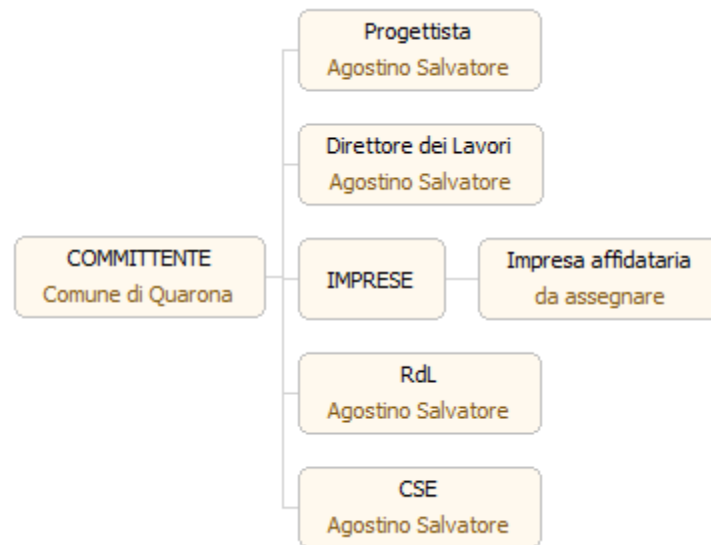 Progettista
Agostino Salvatore
Direttore dei Lavori
Agostino Salvatore
COMMITTENTE
Comune di Quarona
IMPRESE
Impresa affidataria
da assegnare
RdL
Agostino Salvatore
CSE
Agostino Salvatore